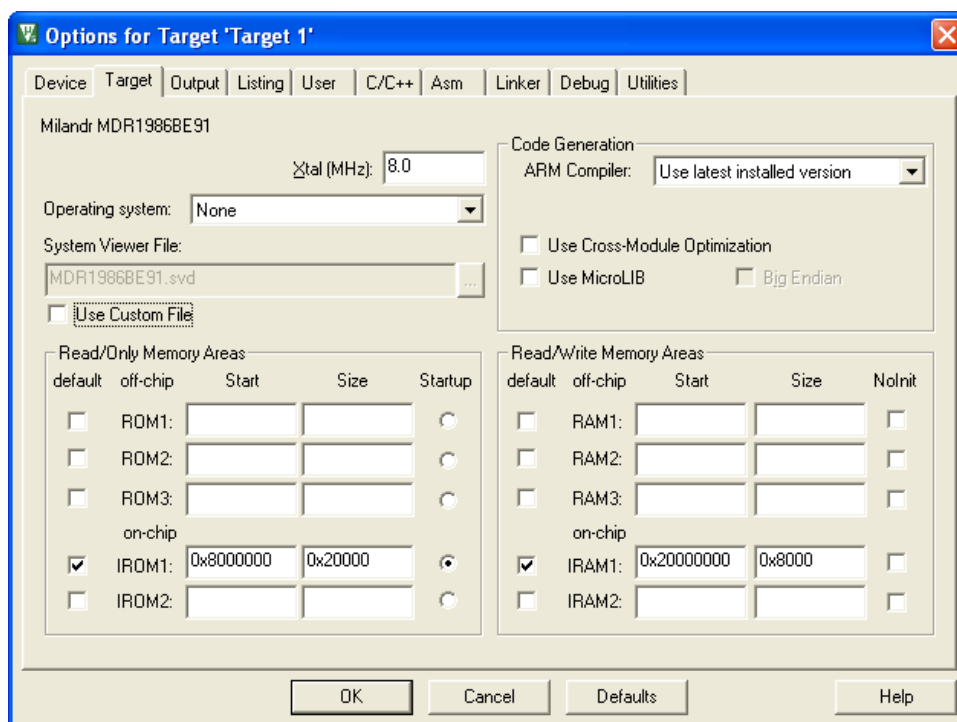 Options for Target 'Target 1'
Device Target Output Listing User C/C++ Asm Linker Debug Utilities
Milandr MDR1986BE91
Xtal (MHz): 8.0
Operating system: None
System Viewer File:
MDR1986BE91.svd ...
Use Custom File
Code Generation
ARM Compiler: Use latest installed version
Use Cross-Module Optimization
Use MicroLIB Big Endian
Read/Only Memory Areas
default off-chip Start Size Startup
ROM1:
ROM2:
ROM3:
on-chip
IROM1: 0x8000000 0x20000
IROM2:
Read/Write Memory Areas
default off-chip Start Size NoInit
RAM1:
RAM2:
RAM3:
on-chip
IRAM1: 0x20000000 0x8000
IRAM2:
OK Cancel Defaults Help